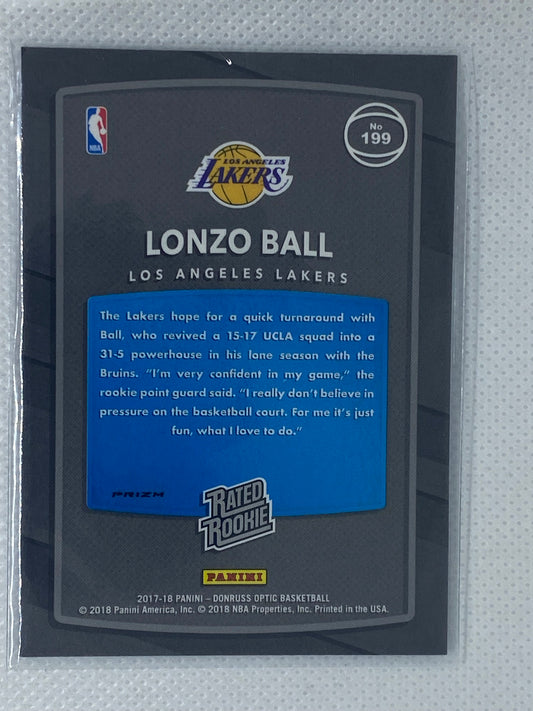 NBA
No
199
LOS ANGELES
LAKERS
LONZO BALL
LOS ANGELES LAKERS
The Lakers hope for a quick turnaround with
Ball, who revived a 15-17 UCLA squad into a
31-5 powerhouse in his lone season with the
Bruins. “I’m very confident in my game,” the
rookie point guard said. “I really don’t believe in
pressure on the basketball court. For me it’s just
fun, what I love to do.”
PRIZM
RATED
ROOKIE
PANINI
2017-18 PANINI – DONRUSS OPTIC BASKETBALL
© 2018 Panini America, Inc. © 2018 NBA Properties, Inc. Printed in the USA.